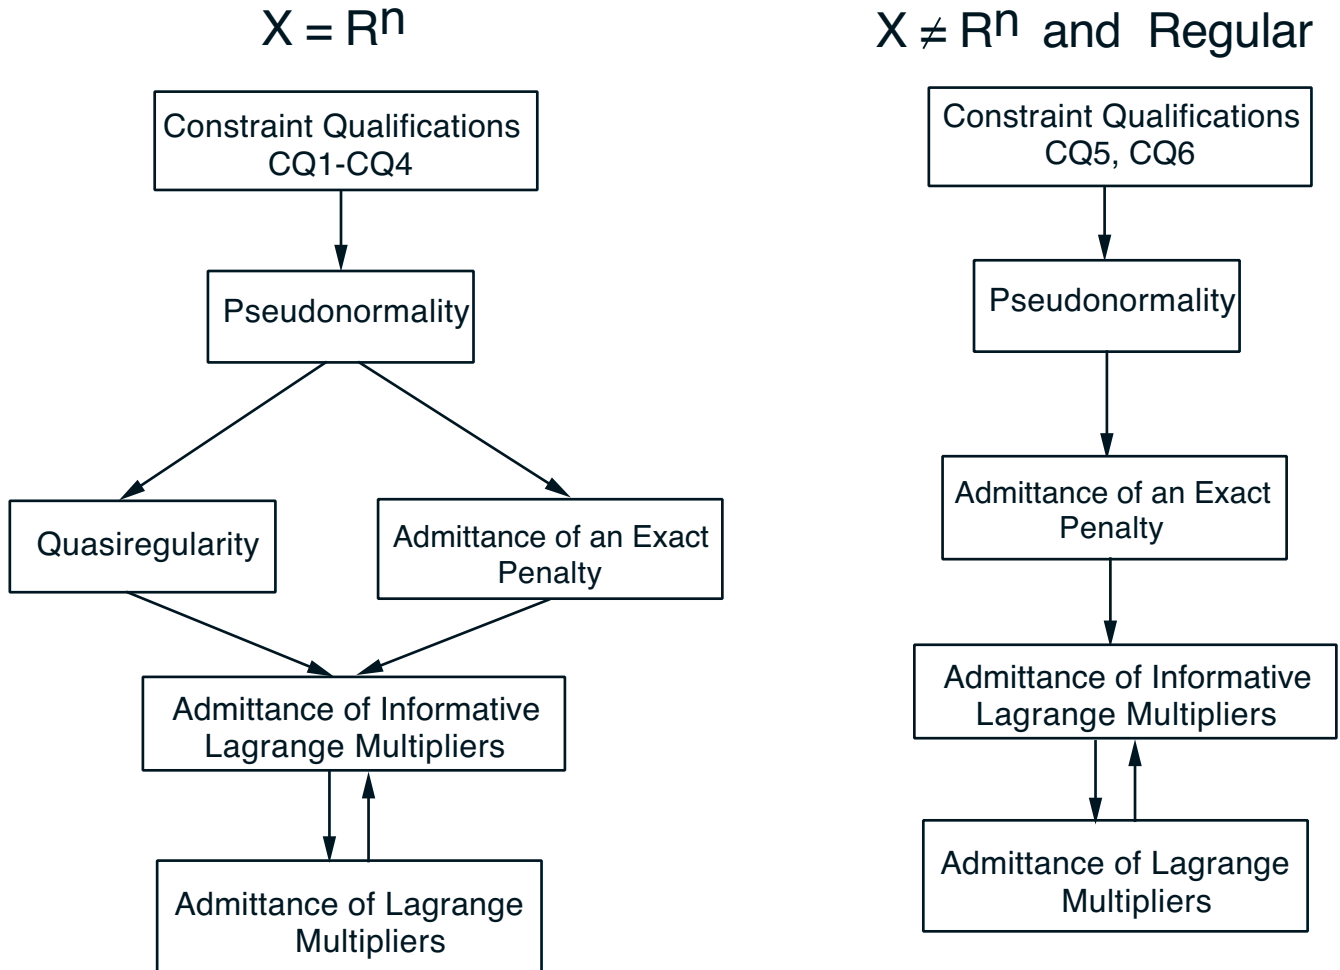 X = Rⁿ
Constraint Qualifications
CQ1-CQ4
Pseudonormality
Quasiregularity
Admittance of an Exact
Penalty
Admittance of Informative
Lagrange Multipliers
Admittance of Lagrange
Multipliers
X ≠ Rⁿ and Regular
Constraint Qualifications
CQ5, CQ6
Pseudonormality
Admittance of an Exact
Penalty
Admittance of Informative
Lagrange Multipliers
Admittance of Lagrange
Multipliers